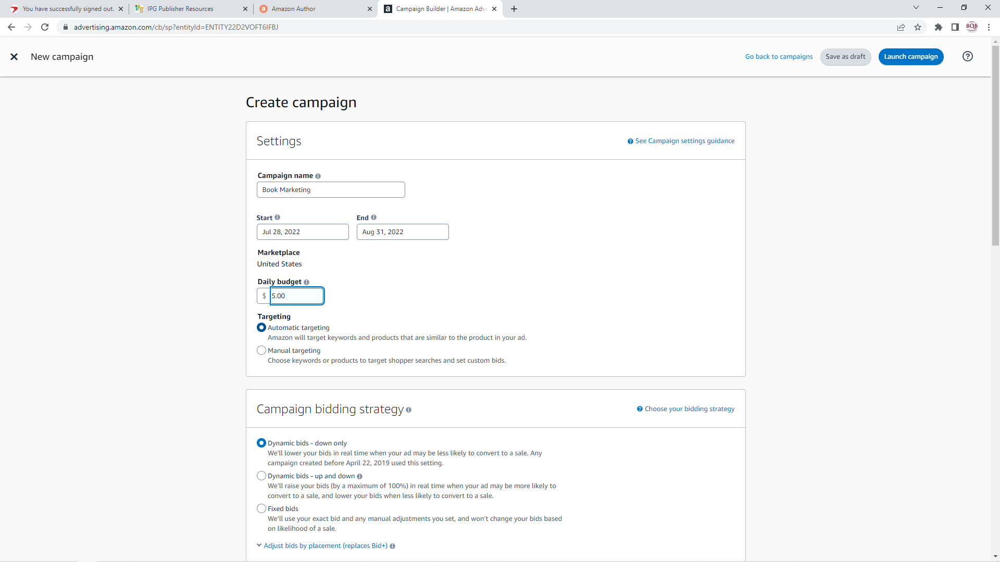 You have successfully signed out.
IPG Publisher Resources
Amazon Author
Campaign Builder | Amazon Adve
advertising.amazon.com/cb/sp?entityId=ENTITY22D2VOFT6IFBJ
BQB
New campaign
Go back to campaigns
Save as draft
Launch campaign
Create campaign
Settings
See Campaign settings guidance
Campaign name
Book Marketing
Start
End
Jul 28, 2022
Aug 31, 2022
Marketplace
United States
Daily budget
$ 5.00
Targeting
Automatic targeting
Amazon will target keywords and products that are similar to the product in your ad.
Manual targeting
Choose keywords or products to target shopper searches and set custom bids.
Campaign bidding strategy
Choose your bidding strategy
Dynamic bids - down only
We'll lower your bids in real time when your ad may be less likely to convert to a sale. Any
campaign created before April 22, 2019 used this setting.
Dynamic bids - up and down
We'll raise your bids (by a maximum of 100%) in real time when your ad may be more likely to
convert to a sale, and lower your bids when less likely to convert to a sale.
Fixed bids
We'll use your exact bid and any manual adjustments you set, and won't change your bids based
on likelihood of a sale.
Adjust bids by placement (replaces Bid+)